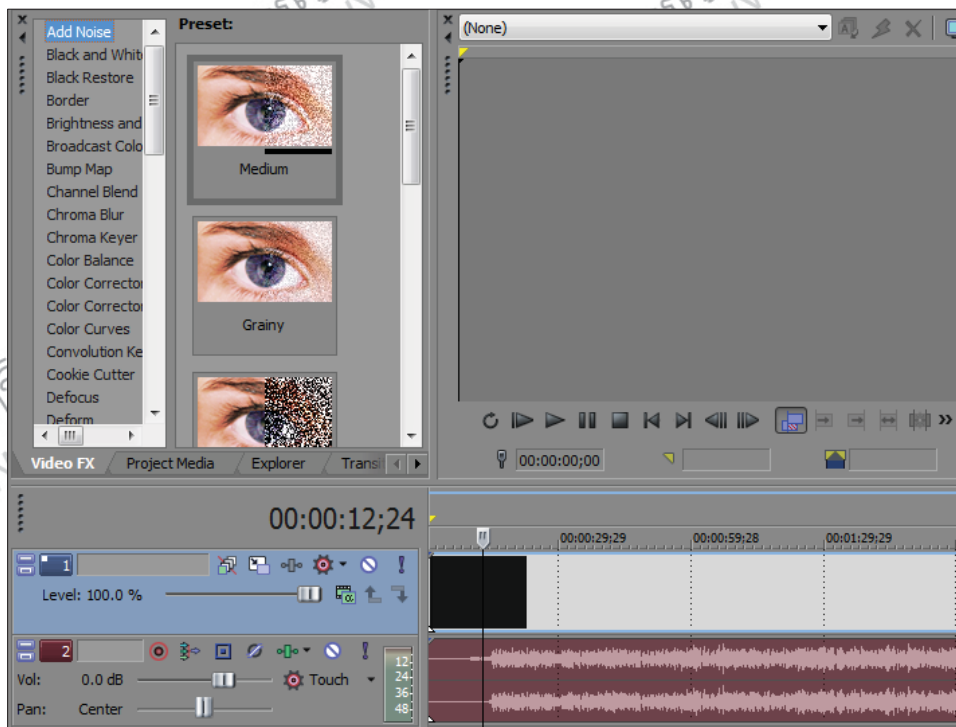 Preset:
(None)
Add Noise
Black and Whit
Black Restore
Border
Brightness and
Broadcast Colo
Bump Map
Channel Blend
Chroma Blur
Chroma Keyer
Color Balance
Color Corrector
Color Corrector
Color Curves
Convolution Ke
Cookie Cutter
Defocus
Deform
Medium
Grainy
Video FX Project Media Explorer Transi
00:00:00;00
00:00:12;24
00:00:29;29 00:00:59;28 00:01:29;29
1
Level: 100.0 %
2
Vol: 0.0 dB Touch
Pan: Center
12
24
36
48